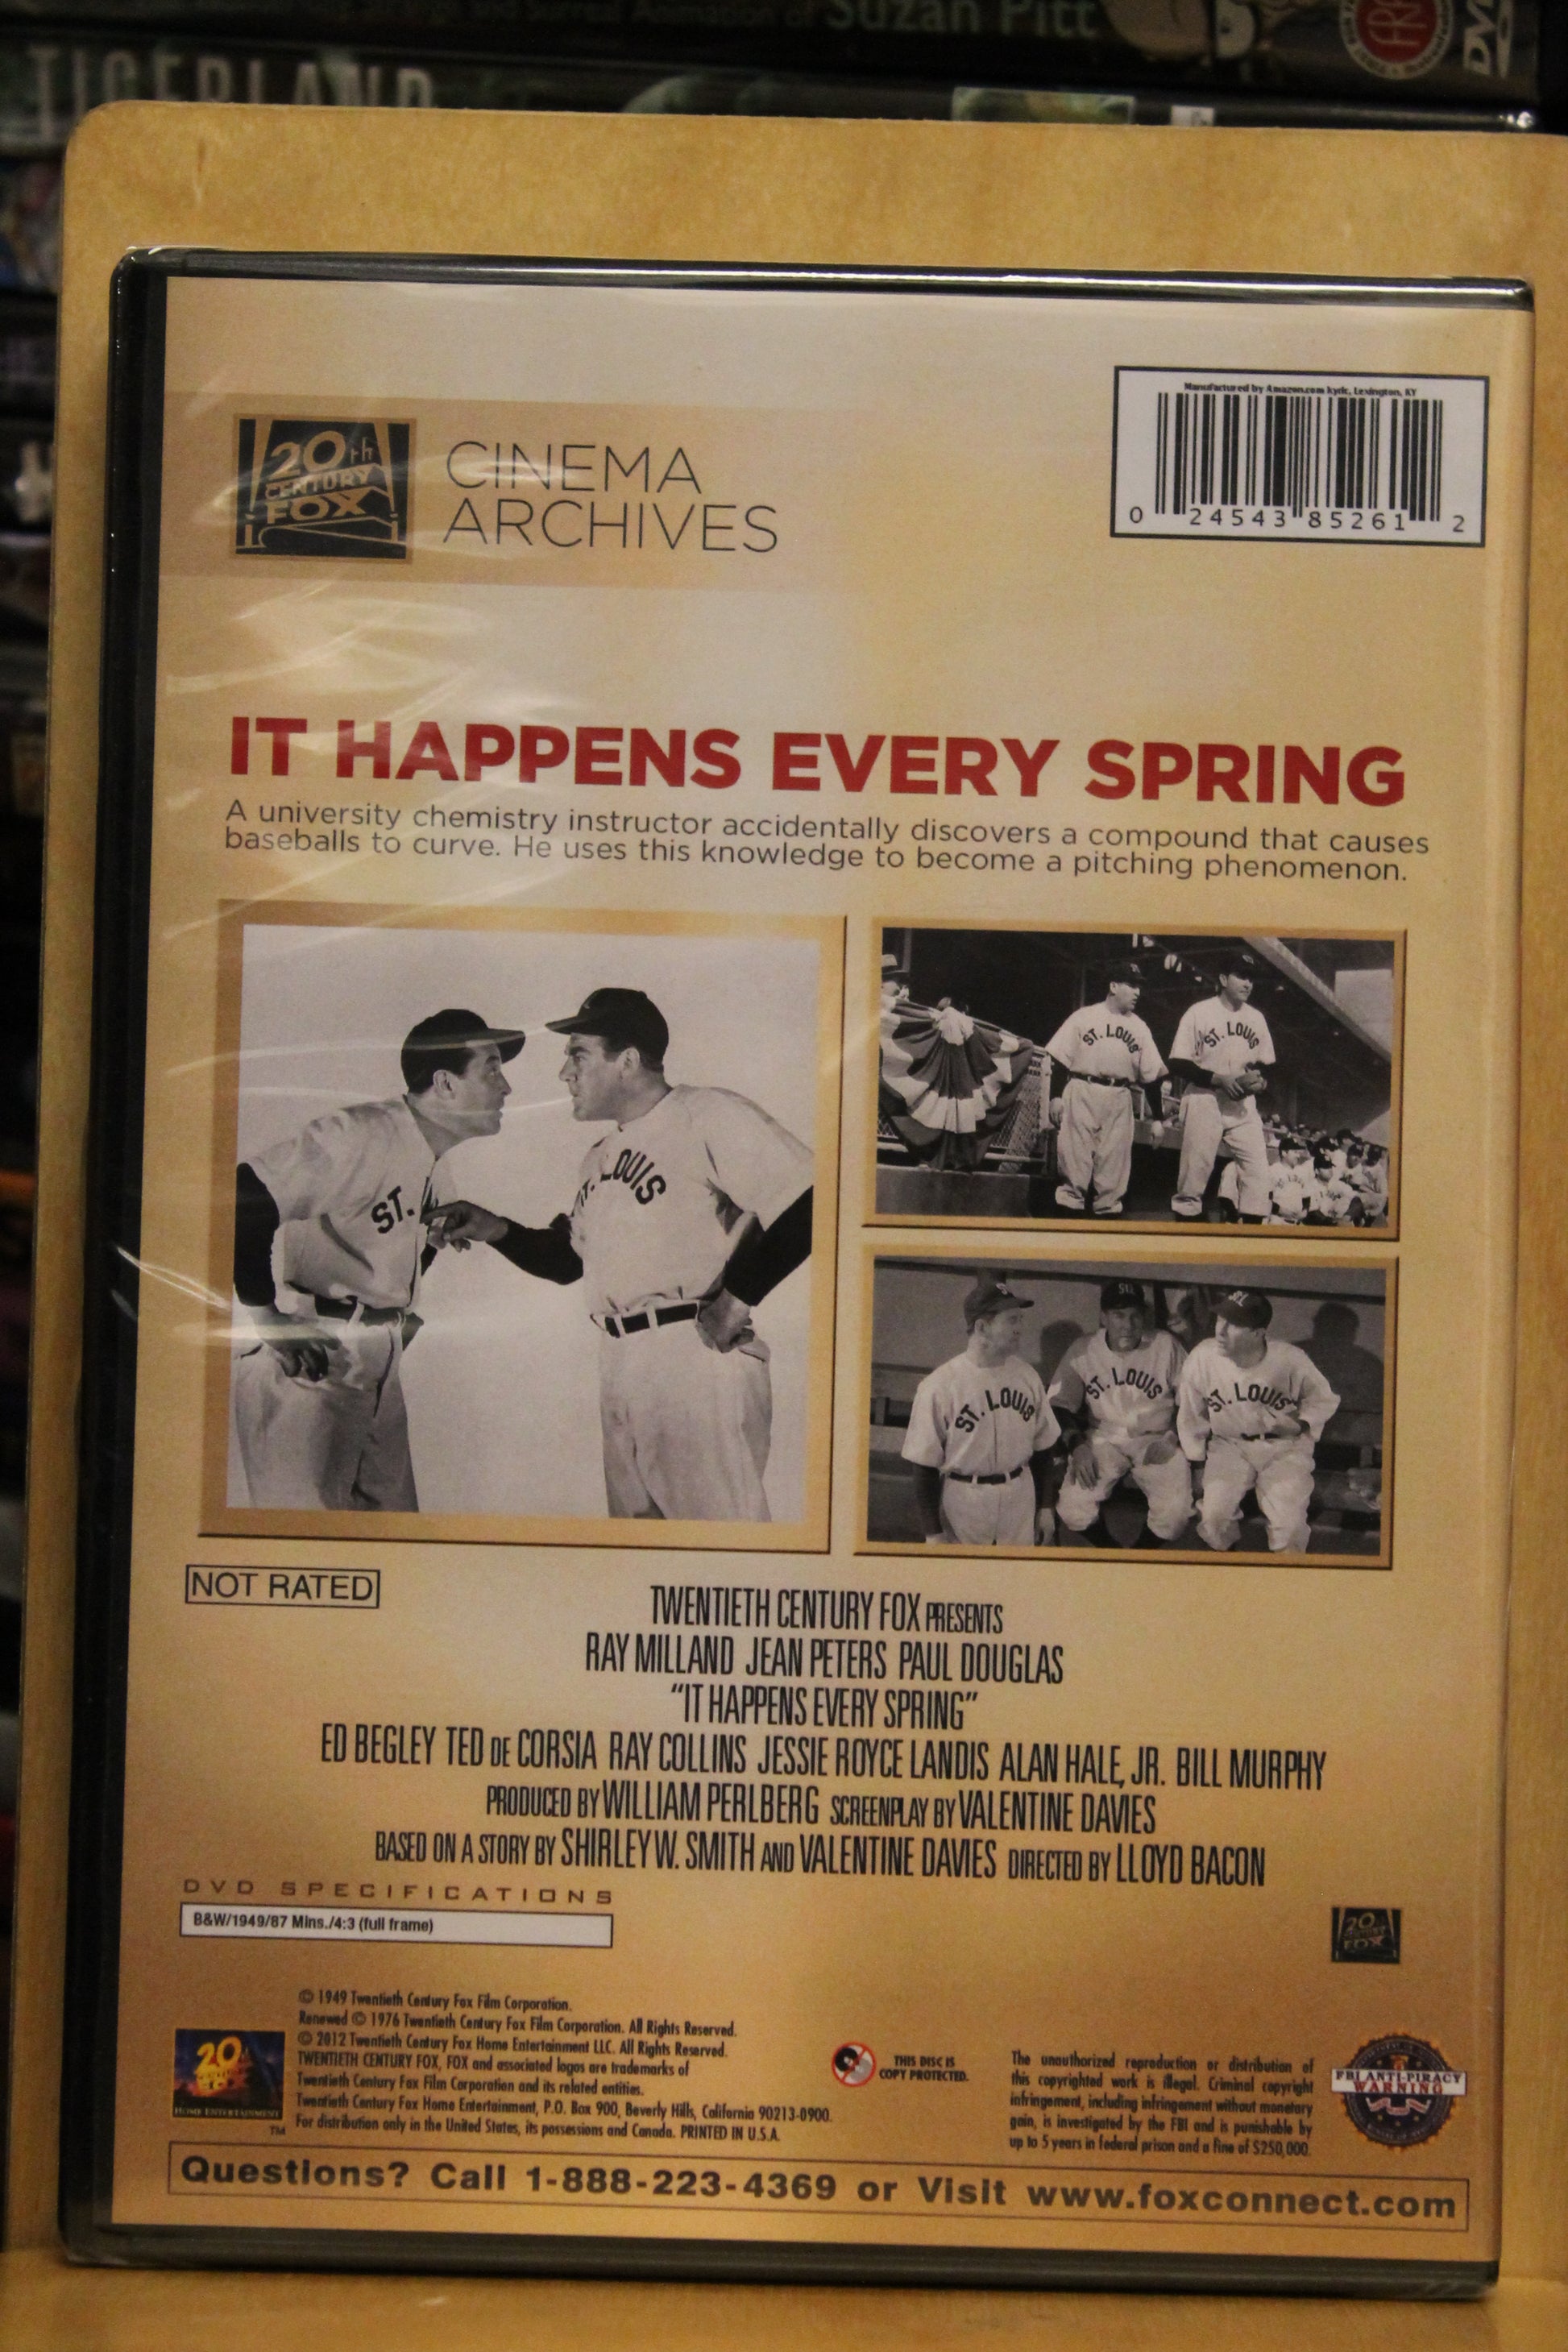 Suzan Pitt
TIGERLAND
DVD
20th
CENTURY
FOX
CINEMA
ARCHIVES
Manufactured by Amazon.com kydc, Lexington, KY
0 24543 85261 2
IT HAPPENS EVERY SPRING
A university chemistry instructor accidentally discovers a compound that causes
baseballs to curve. He uses this knowledge to become a pitching phenomenon.
ST.
ST. LOUIS
ST. LOUIS
ST. LOUIS
ST. LOUIS
ST. LOUIS
ST. LOUIS
NOT RATED
TWENTIETH CENTURY FOX PRESENTS
RAY MILLAND JEAN PETERS PAUL DOUGLAS
"IT HAPPENS EVERY SPRING"
ED BEGLEY TED DE CORSIA RAY COLLINS JESSIE ROYCE LANDIS ALAN HALE, JR. BILL MURPHY
PRODUCED BY WILLIAM PERLBERG SCREENPLAY BY VALENTINE DAVIES
BASED ON A STORY BY SHIRLEY W. SMITH AND VALENTINE DAVIES DIRECTED BY LLOYD BACON
DVD SPECIFICATIONS
B&W/1949/87 Mins./4:3 (full frame)
20
FOX
© 1949 Twentieth Century Fox Film Corporation.
Renewed © 1976 Twentieth Century Fox Film Corporation. All Rights Reserved.
© 2012 Twentieth Century Fox Home Entertainment LLC. All Rights Reserved.
TWENTIETH CENTURY FOX, FOX and associated logos are trademarks of
Twentieth Century Fox Film Corporation and its related entities.
Twentieth Century Fox Home Entertainment, P.O. Box 900, Beverly Hills, California 90213-0900.
For distribution only in the United States, its possessions and Canada. PRINTED IN U.S.A.
20th
CENTURY
FOX
HOME ENTERTAINMENT
TM
THIS DISC IS
COPY PROTECTED.
The unauthorized reproduction or distribution of
this copyrighted work is illegal. Criminal copyright
infringement, including infringement without monetary
gain, is investigated by the FBI and is punishable by
up to 5 years in federal prison and a fine of $250,000.
FBI ANTI-PIRACY
WARNING
Questions? Call 1-888-223-4369 or Visit www.foxconnect.com